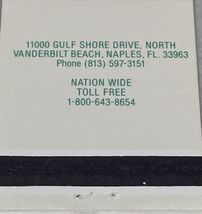 11000 GULF SHORE DRIVE, NORTH
VANDERBILT BEACH, NAPLES, FL. 33963
Phone (813) 597-3151
NATION WIDE
TOLL FREE
1-800-643-8654